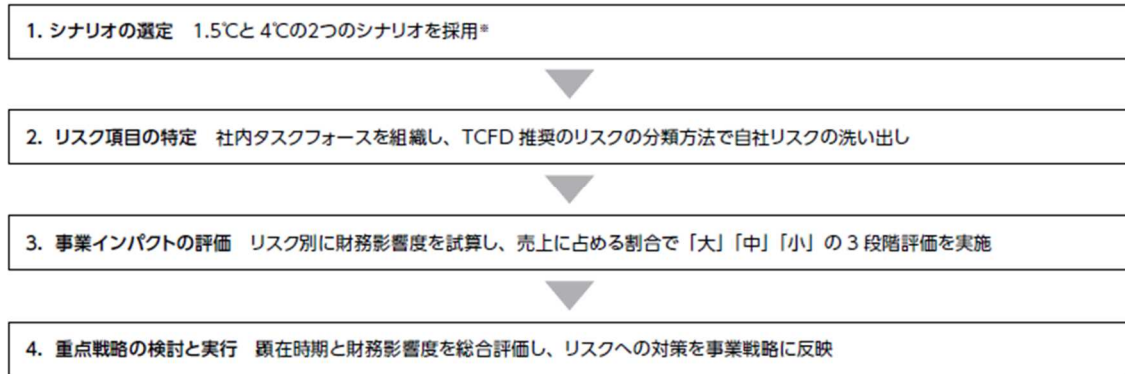 1. シナリオの選定　1.5℃と 4℃の2つのシナリオを採用※
2. リスク項目の特定　社内タスクフォースを組織し、TCFD 推奨のリスクの分類方法で自社リスクの洗い出し
3. 事業インパクトの評価　リスク別に財務影響度を試算し、売上に占める割合で「大」「中」「小」の 3 段階評価を実施
4. 重点戦略の検討と実行　顕在時期と財務影響度を総合評価し、リスクへの対策を事業戦略に反映